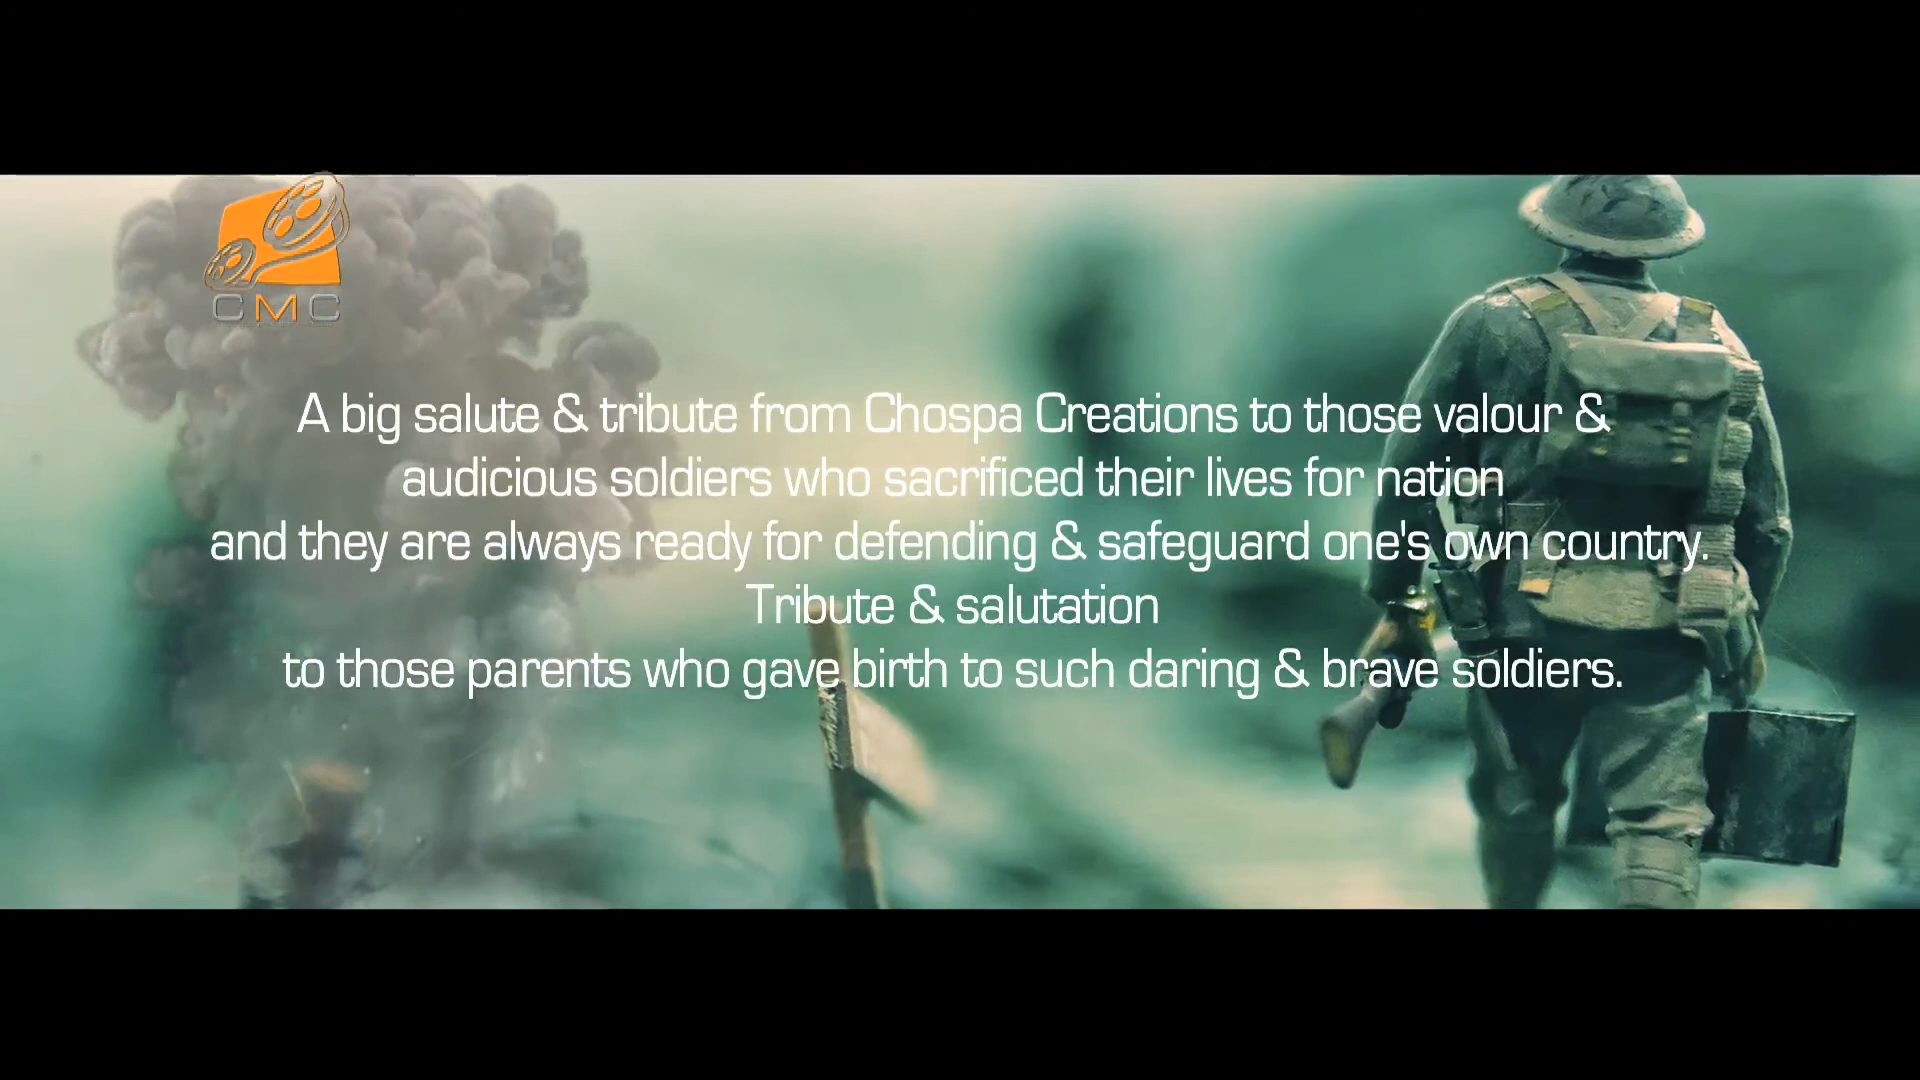 CMC
A big salute & tribute from Chospa Creations to those valour &
audicious soldiers who sacrificed their lives for nation
and they are always ready for defending & safeguard one's own country.
Tribute & salutation
to those parents who gave birth to such daring & brave soldiers.